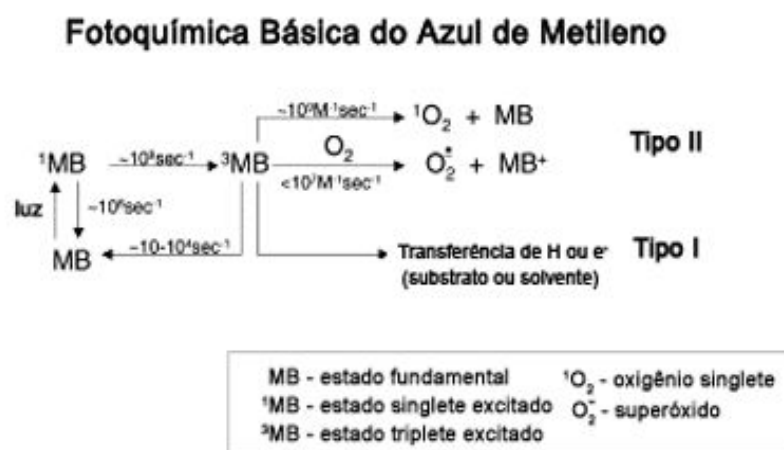 Fotoquímica Básica do Azul de Metileno
~10⁹M⁻¹sec⁻¹ ¹O₂ + MB
Tipo II
¹MB ~10⁹sec⁻¹ ³MB O₂ O₂∸ + MB⁺
<10⁷M⁻¹sec⁻¹
luz ~10⁶sec⁻¹
MB ~10-10⁴sec⁻¹ Transferência de H ou e⁻ Tipo I
(substrato ou solvente)
MB - estado fundamental ¹O₂ - oxigênio singlete
¹MB - estado singlete excitado O₂∸ - superóxido
³MB - estado triplete excitado